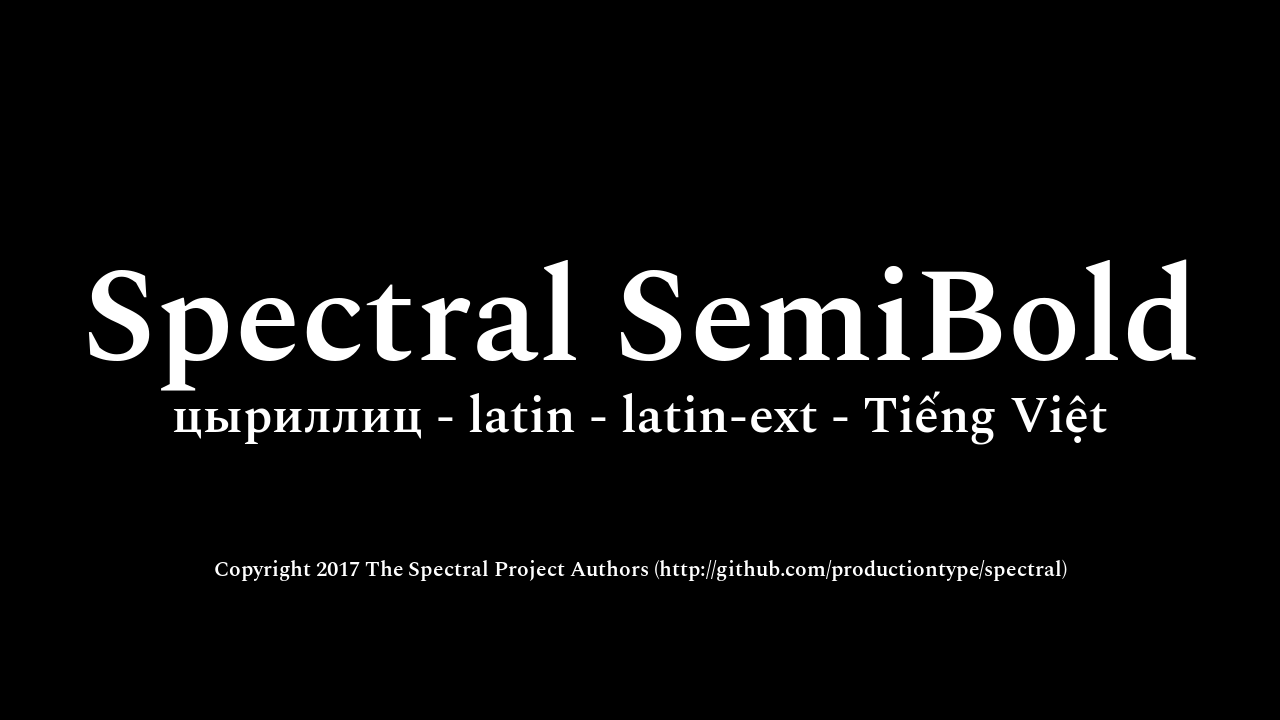 Spectral SemiBold
цыриллиц - latin - latin-ext - Tiếng Việt
Copyright 2017 The Spectral Project Authors (http://github.com/productiontype/spectral)